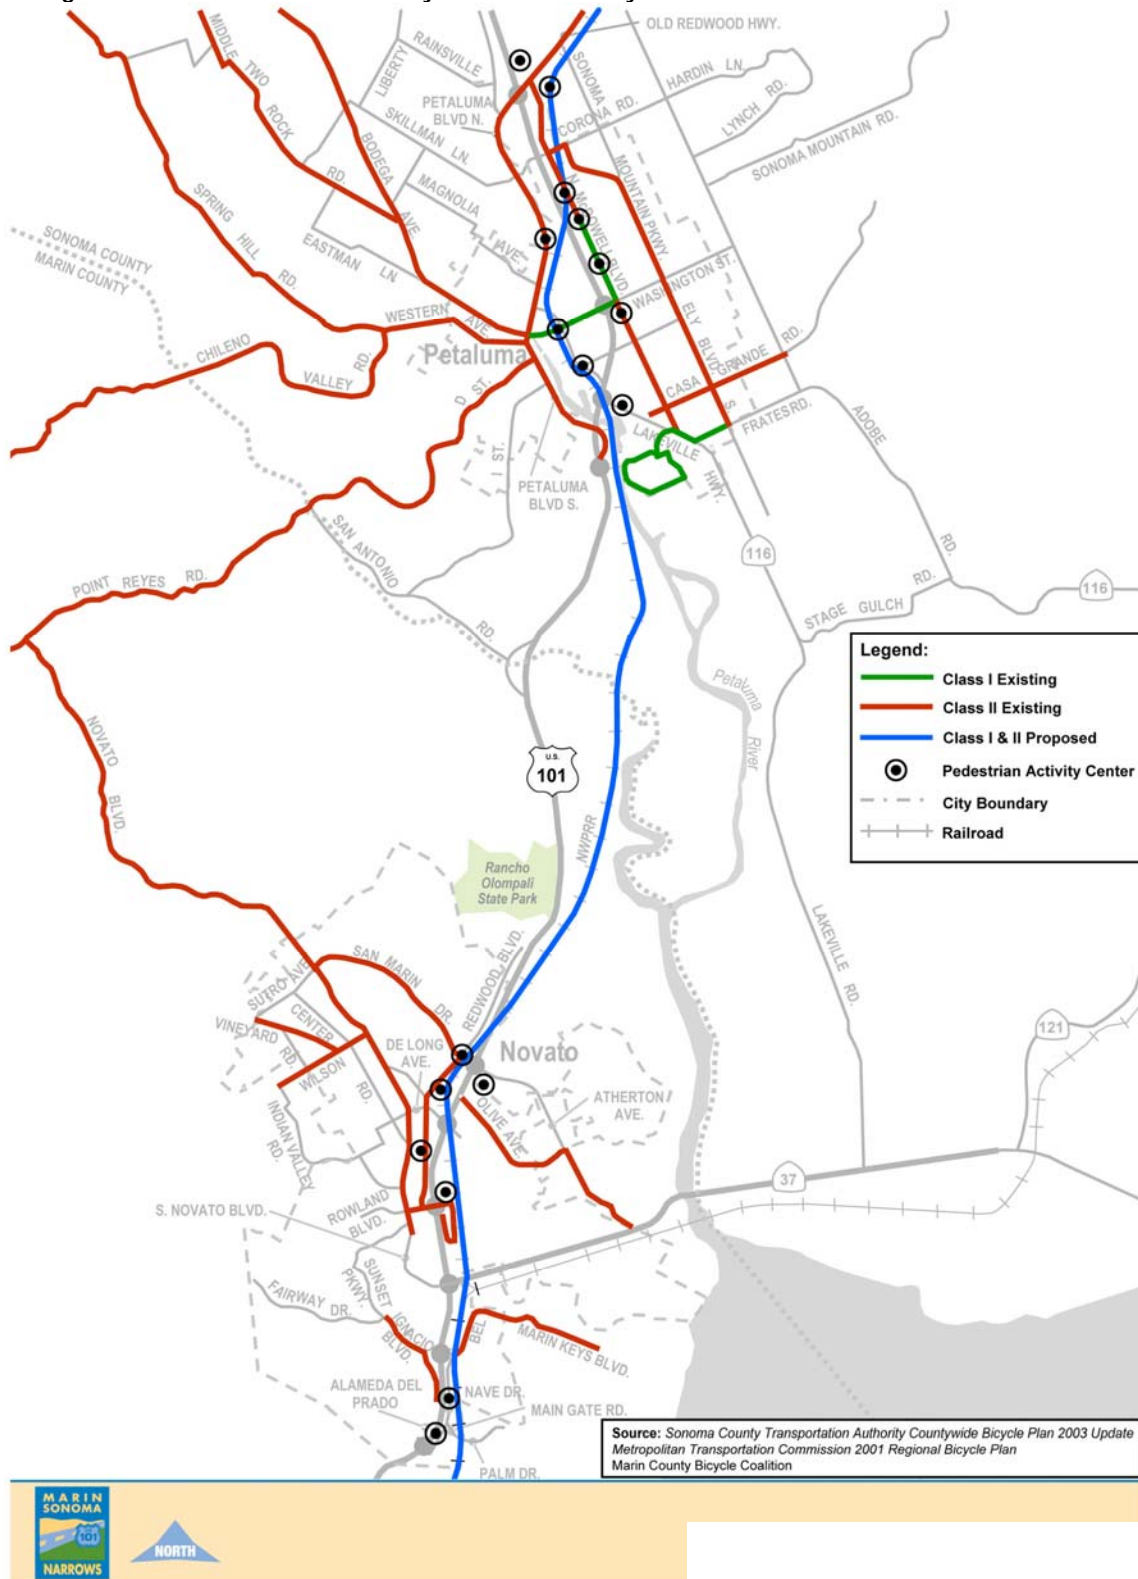 OLD REDWOOD HWY.
MIDDLE TWO
ROCK
RD.
LIBERTY
RAINSVILLE
SONOMA
MOUNTAIN PKWY.
HARDIN LN.
LYNCH RD.
PETALUMA
BLVD N.
CORONA RD.
SKILLMAN LN.
SONOMA MOUNTAIN RD.
BODEGA
AVE.
MAGNOLIA
AVE.
N. MCDOWELL BLVD.
SPRING
HILL
RD.
SONOMA COUNTY
MARIN COUNTY
EASTMAN LN.
WASHINGTON ST.
WESTERN
AVE.
ELY BLVD.
S.
Petaluma
CHILENO
VALLEY
RD.
D ST.
CASA GRANDE RD.
FRATES RD.
ADOBE
RD.
I ST.
LAKEVILLE
HWY.
PETALUMA
BLVD S.
SAN ANTONIO
RD.
116
POINT REYES RD.
116
STAGE GULCH RD.
Legend:
Class I Existing
Class II Existing
Class I & II Proposed
Pedestrian Activity Center
City Boundary
Railroad
Petaluma
River
NOVATO
BLVD.
U.S.
101
NWPRR
Rancho
Olompali
State Park
LAKEVILLE
RD.
SAN MARIN
DR.
REDWOOD BLVD.
SUTRO AVE.
CENTER
RD.
VINEYARD
RD.
WILSON
DE LONG
AVE.
Novato
121
OLIVE AVE.
ATHERTON
AVE.
INDIAN VALLEY
RD.
37
S. NOVATO BLVD.
ROWLAND
BLVD.
SUNSET
PKWY.
FAIRWAY DR.
IGNACIO
BLVD.
BEL
MARIN KEYS BLVD.
ALAMEDA DEL
PRADO
NAVE DR.
MAIN GATE RD.
PALM DR.
Source: Sonoma County Transportation Authority Countywide Bicycle Plan 2003 Update
Metropolitan Transportation Commission 2001 Regional Bicycle Plan
Marin County Bicycle Coalition
MARIN
SONOMA
101
NARROWS
NORTH